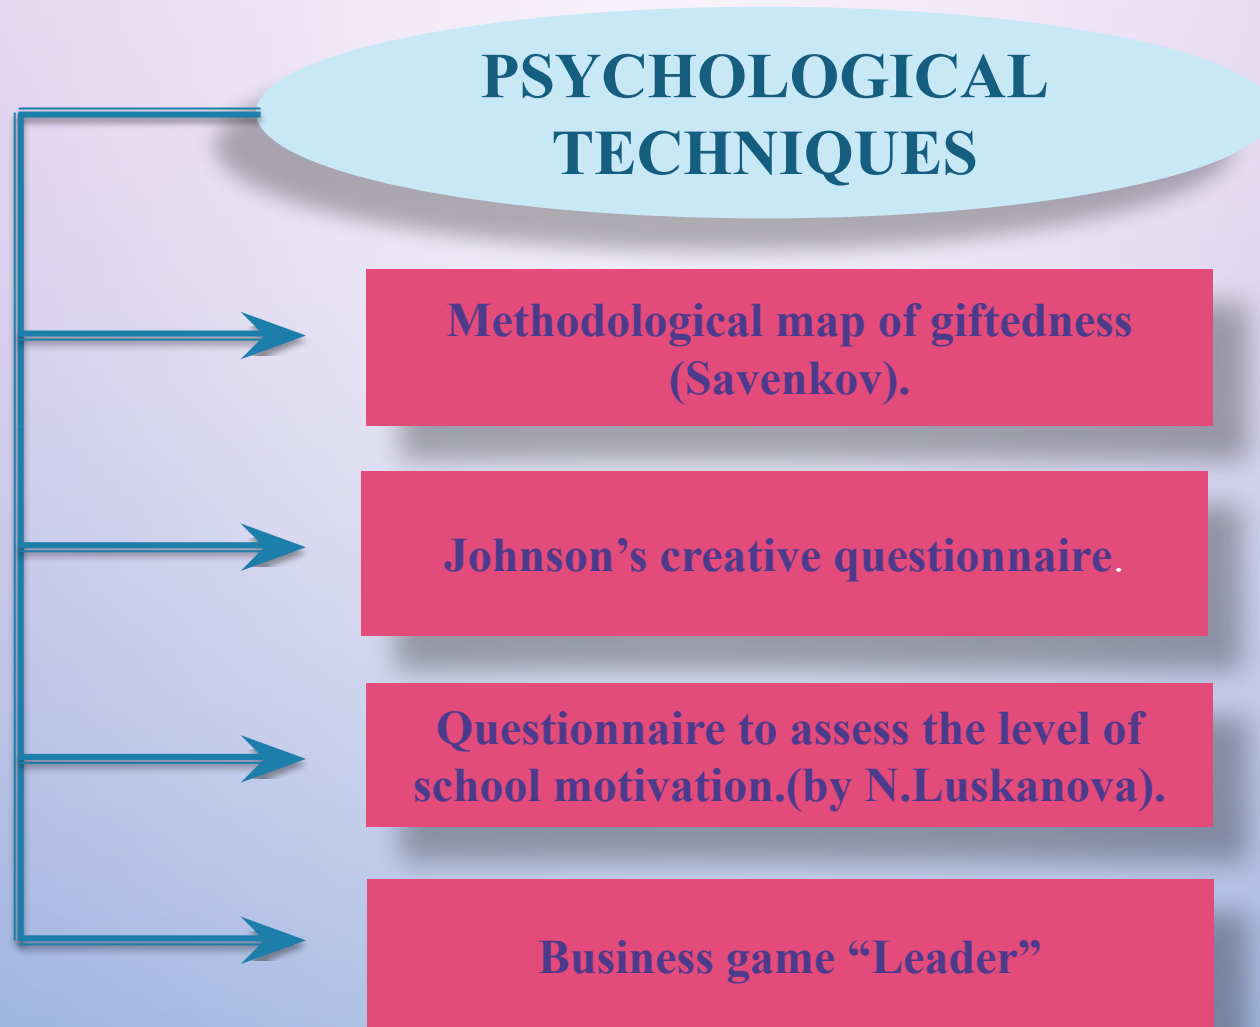 PSYCHOLOGICAL
TECHNIQUES
Methodological map of giftedness
(Savenkov).
Johnson’s creative questionnaire.
Questionnaire to assess the level of
school motivation.(by N.Luskanova).
Business game “Leader”